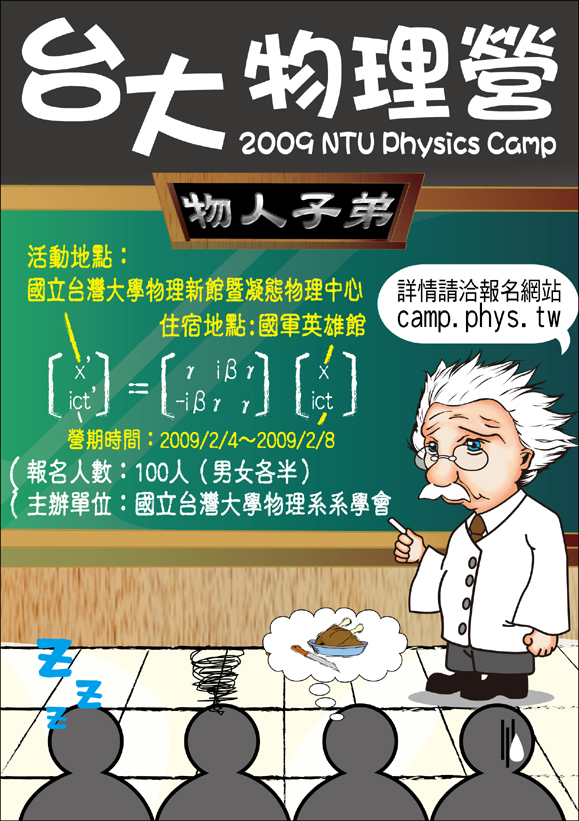 台大物理營
2009 NTU Physics Camp
物人子弟
活動地點：
國立台灣大學物理新館暨凝態物理中心
住宿地點:國軍英雄館
詳情請洽報名網站
camp.phys.tw
[x' ict'] = [γ iβγ -iβγ γ] [x ict]
營期時間：2009/2/4～2009/2/8
報名人數：100人（男女各半）
主辦單位：國立台灣大學物理系系學會
Z
Z
Z